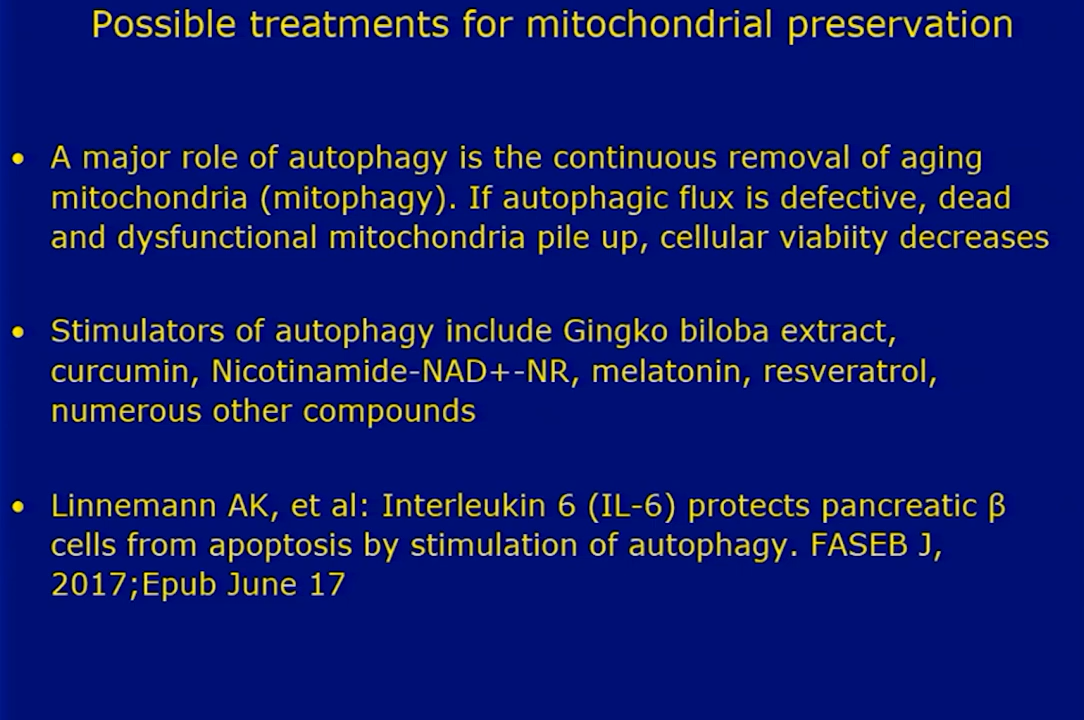 Possible treatments for mitochondrial preservation
• A major role of autophagy is the continuous removal of aging
mitochondria (mitophagy). If autophagic flux is defective, dead
and dysfunctional mitochondria pile up, cellular viabiity decreases
• Stimulators of autophagy include Gingko biloba extract,
curcumin, Nicotinamide-NAD+-NR, melatonin, resveratrol,
numerous other compounds
• Linnemann AK, et al: Interleukin 6 (IL-6) protects pancreatic β
cells from apoptosis by stimulation of autophagy. FASEB J,
2017;Epub June 17